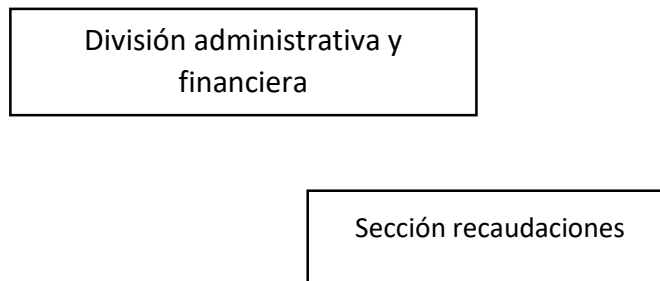 División administrativa y
financiera
Sección recaudaciones